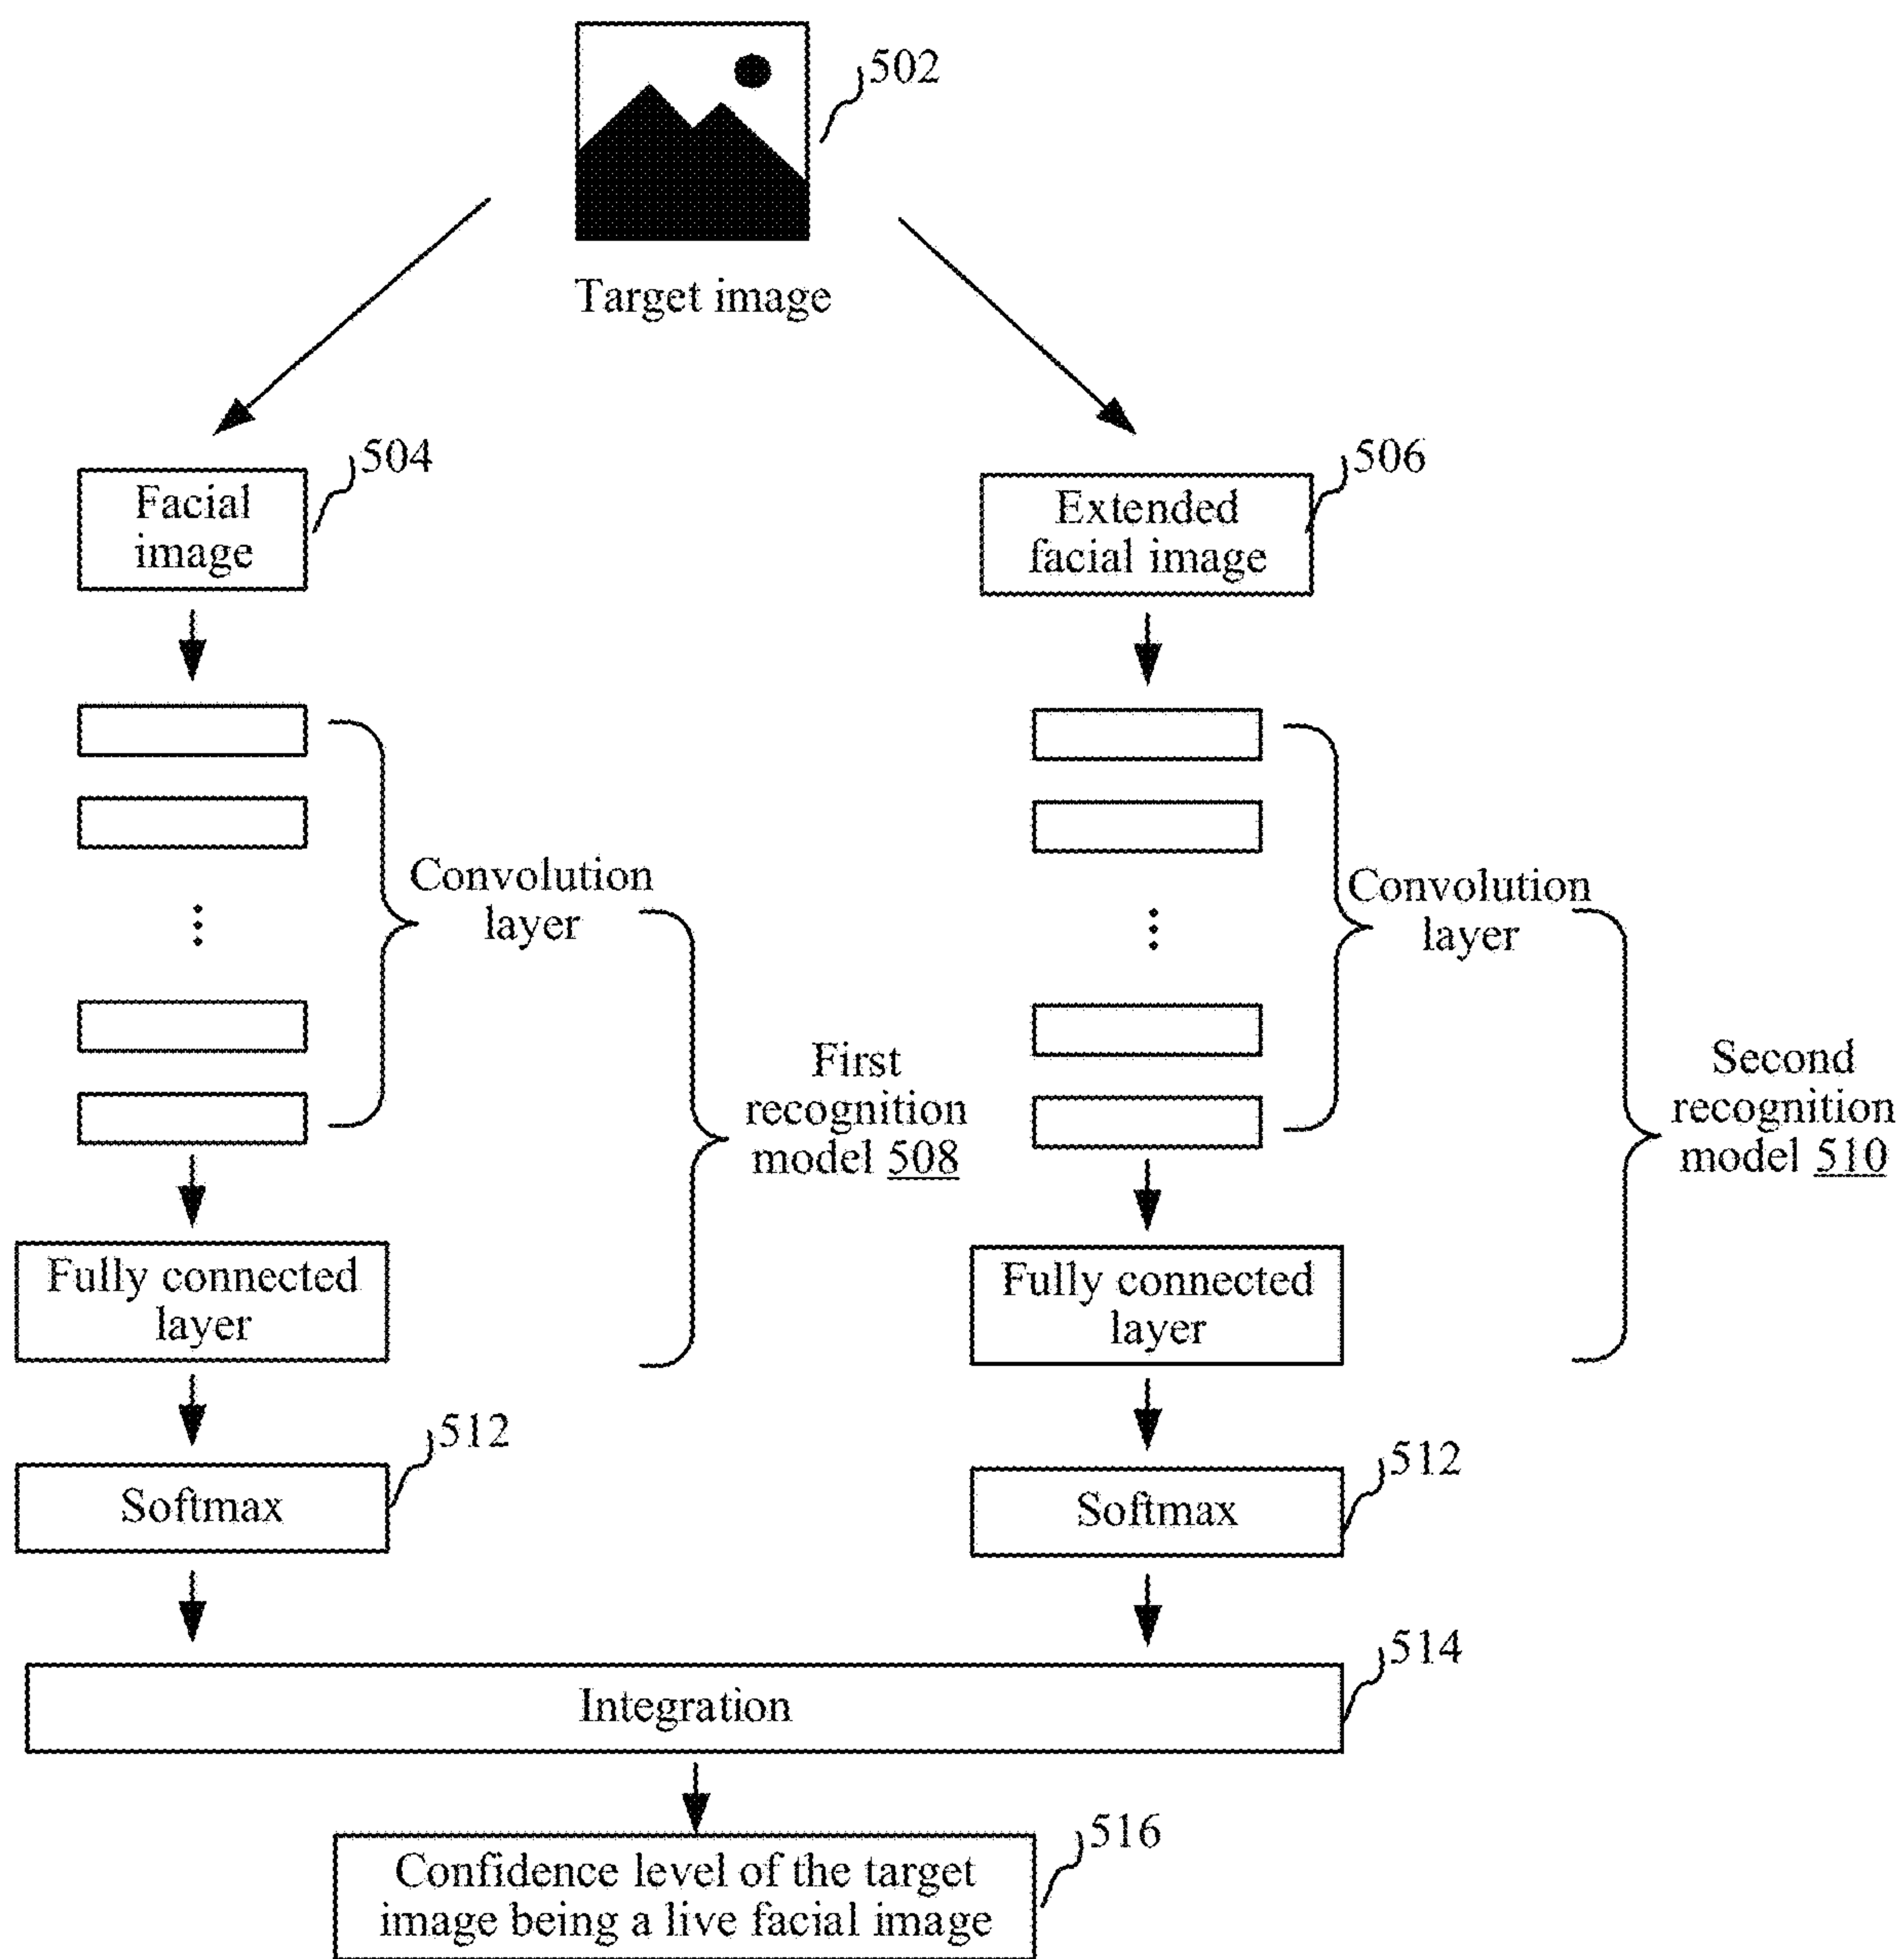 502
Target image
504
Facial
image
506
Extended
facial image
Convolution
layer
Convolution
layer
First
recognition
model 508
Second
recognition
model 510
Fully connected
layer
Fully connected
layer
512
Softmax
512
Softmax
514
Integration
516
Confidence level of the target
image being a live facial image